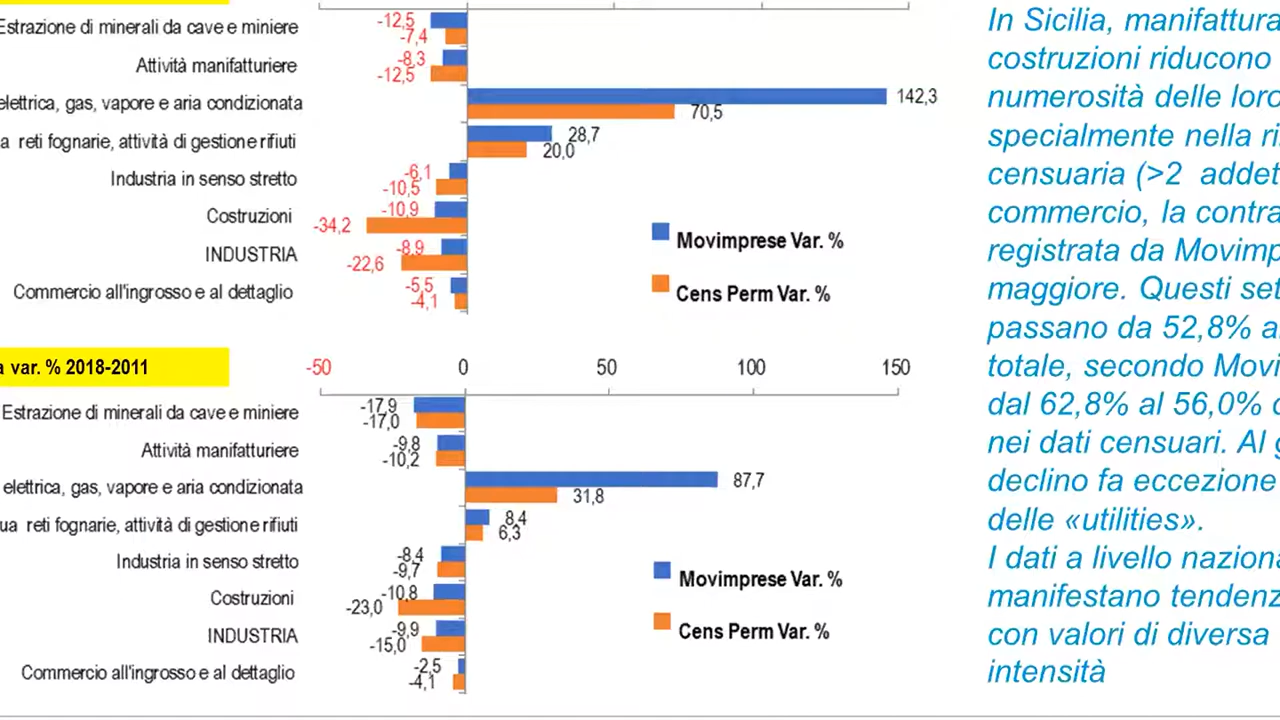 Estrazione di minerali da cave e miniere
-12,5
-7,4
Attività manifatturiere
-8,3
-12,5
elettrica, gas, vapore e aria condizionata
142,3
70,5
a reti fognarie, attività di gestione rifiuti
28,7
20,0
Industria in senso stretto
-6,1
-10,5
Costruzioni
-10,9
-34,2
INDUSTRIA
-8,9
-22,6
Commercio all'ingrosso e al dettaglio
-5,5
-4,1
Movimprese Var. %
Cens Perm Var. %
a var. % 2018-2011
-50 0 50 100 150
Estrazione di minerali da cave e miniere
-17,9
-17,0
Attività manifatturiere
-9,8
-10,2
elettrica, gas, vapore e aria condizionata
87,7
31,8
ua reti fognarie, attività di gestione rifiuti
8,4
6,3
Industria in senso stretto
-8,4
-9,7
Costruzioni
-10,8
-23,0
INDUSTRIA
-9,9
-15,0
Commercio all'ingrosso e al dettaglio
-2,5
-4,1
Movimprese Var. %
Cens Perm Var. %
In Sicilia, manifattura
costruzioni riducono
numerosità delle loro
specialmente nella ri
censuaria (>2 addet
commercio, la contra
registrata da Movimp
maggiore. Questi set
passano da 52,8% a
totale, secondo Movi
dal 62,8% al 56,0%
nei dati censuari. Al g
declino fa eccezione
delle «utilities».
I dati a livello naziona
manifestano tendenz
con valori di diversa
intensità